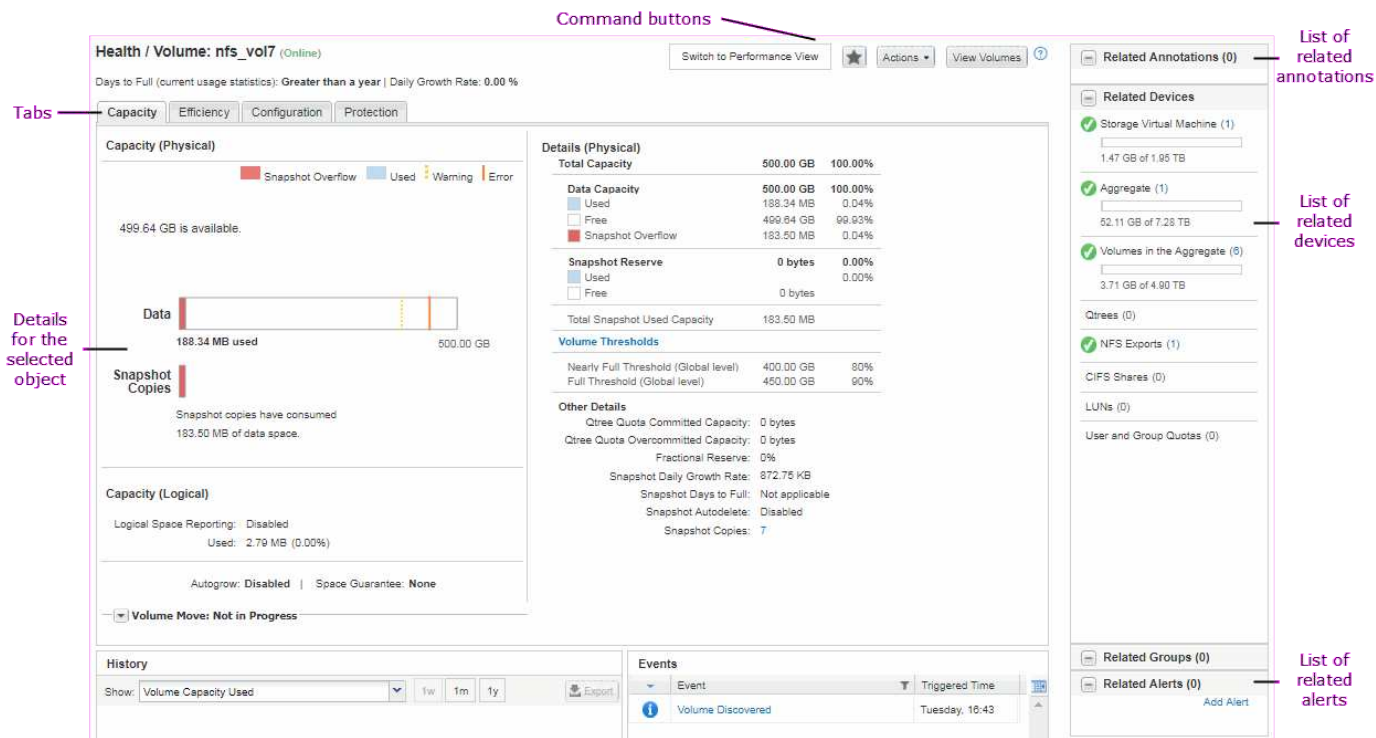 Command buttons
Health / Volume: nfs_vol7 (Online)
Switch to Performance View
Actions
View Volumes
?
Days to Full (current usage statistics): Greater than a year | Daily Growth Rate: 0.00 %
Tabs
Capacity
Efficiency
Configuration
Protection
Capacity (Physical)
Snapshot Overflow
Used
Warning
Error
499.64 GB is available.
Details for the selected object
Data
188.34 MB used
500.00 GB
Snapshot Copies
Snapshot copies have consumed
183.50 MB of data space.
Capacity (Logical)
Logical Space Reporting: Disabled
Used: 2.79 MB (0.00%)
Autogrow: Disabled | Space Guarantee: None
Volume Move: Not in Progress
Details (Physical)
Total Capacity 500.00 GB 100.00%
Data Capacity 500.00 GB 100.00%
Used 188.34 MB 0.04%
Free 499.64 GB 99.93%
Snapshot Overflow 183.50 MB 0.04%
Snapshot Reserve 0 bytes 0.00%
Used 0.00%
Free 0 bytes
Total Snapshot Used Capacity 183.50 MB
Volume Thresholds
Nearly Full Threshold (Global level) 400.00 GB 80%
Full Threshold (Global level) 450.00 GB 90%
Other Details
Qtree Quota Committed Capacity: 0 bytes
Qtree Quota Overcommitted Capacity: 0 bytes
Fractional Reserve: 0%
Snapshot Daily Growth Rate: 872.75 KB
Snapshot Days to Full: Not applicable
Snapshot Autodelete: Disabled
Snapshot Copies: 7
Related Annotations (0)
List of related annotations
Related Devices
Storage Virtual Machine (1)
1.47 GB of 1.95 TB
Aggregate (1)
52.11 GB of 7.28 TB
List of related devices
Volumes in the Aggregate (6)
3.71 GB of 4.90 TB
Qtrees (0)
NFS Exports (1)
CIFS Shares (0)
LUNs (0)
User and Group Quotas (0)
Related Groups (0)
Related Alerts (0)
Add Alert
List of related alerts
History
Show: Volume Capacity Used
1w
1m
1y
Export
Events
Event
Triggered Time
Volume Discovered
Tuesday, 16:43